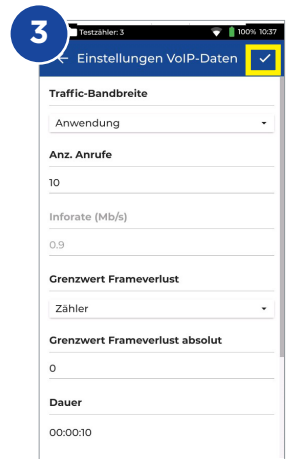 3
Testzähler: 3 100% 10:37
Einstellungen VoIP-Daten
Traffic-Bandbreite
Anwendung
Anz. Anrufe
10
Inforate (Mb/s)
0.9
Grenzwert Frameverlust
Zähler
Grenzwert Frameverlust absolut
0
Dauer
00:00:10